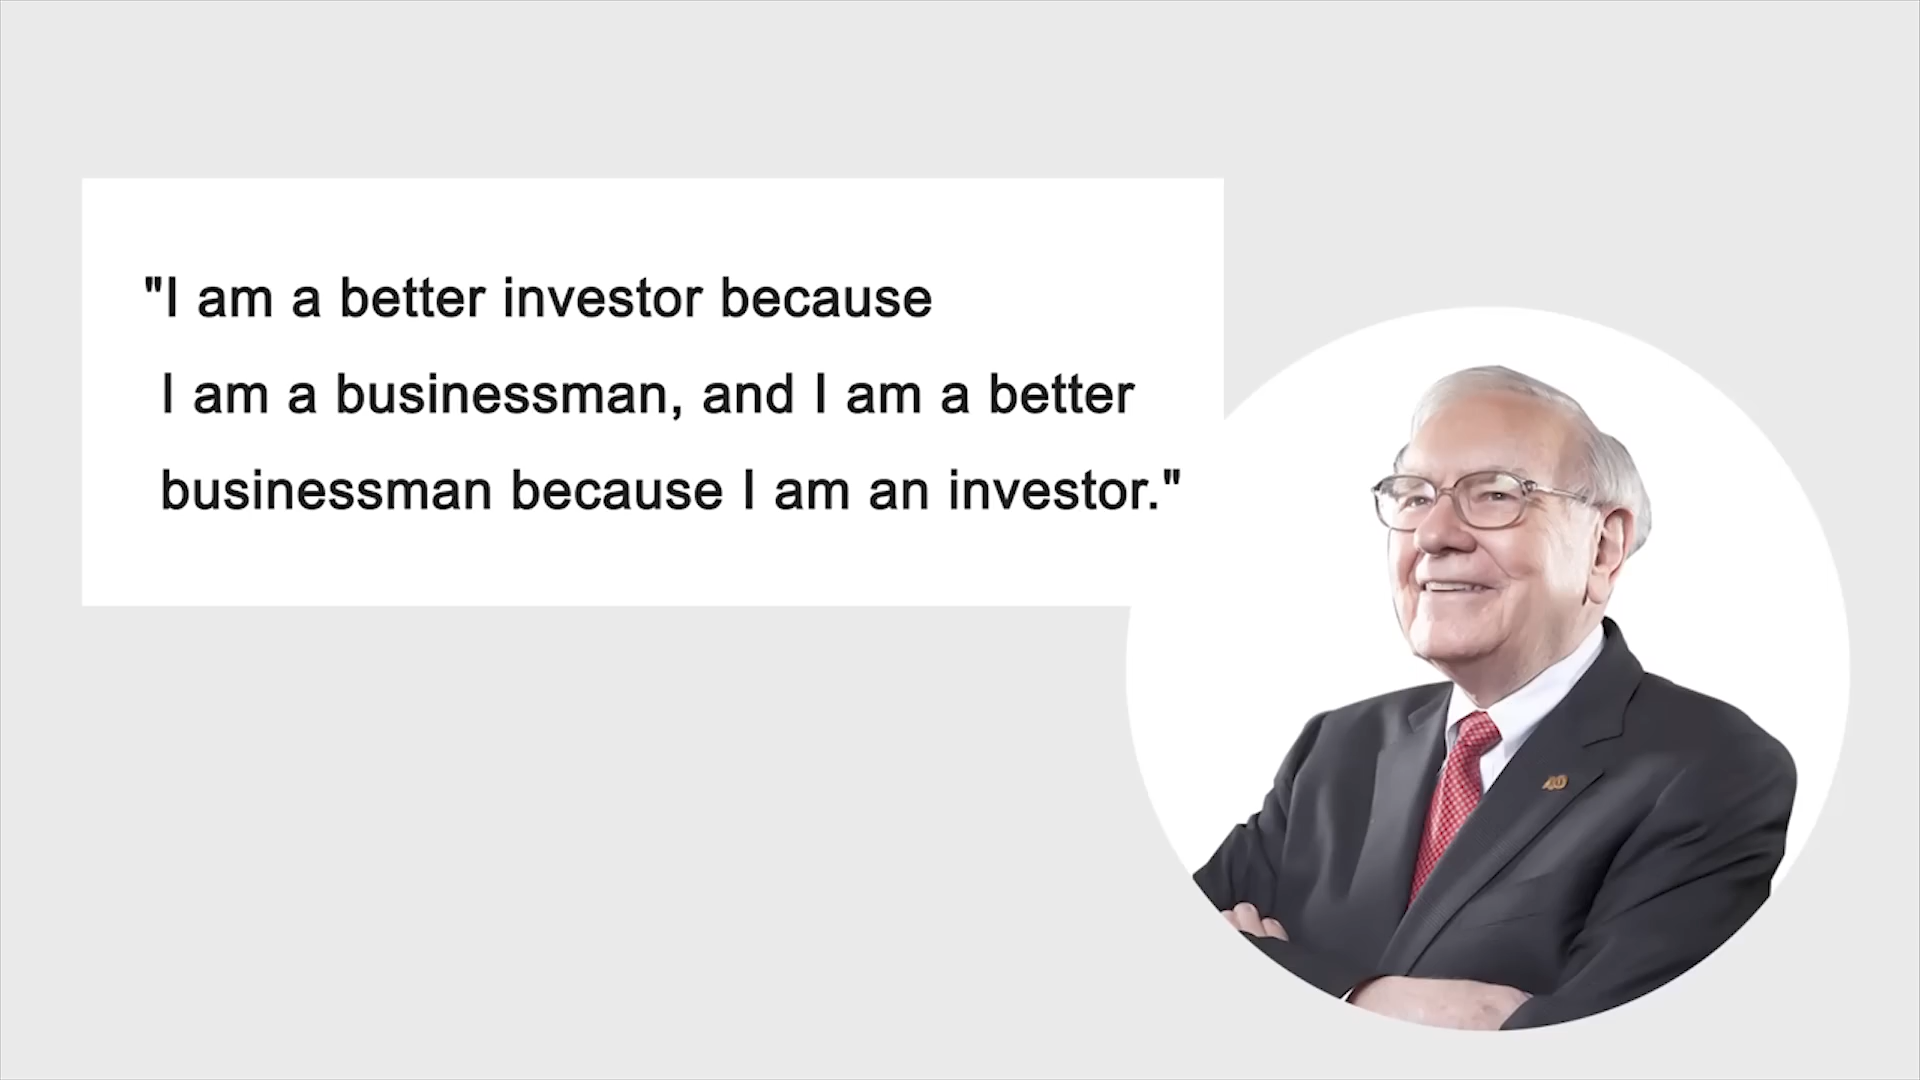 "I am a better investor because
I am a businessman, and I am a better
businessman because I am an investor."